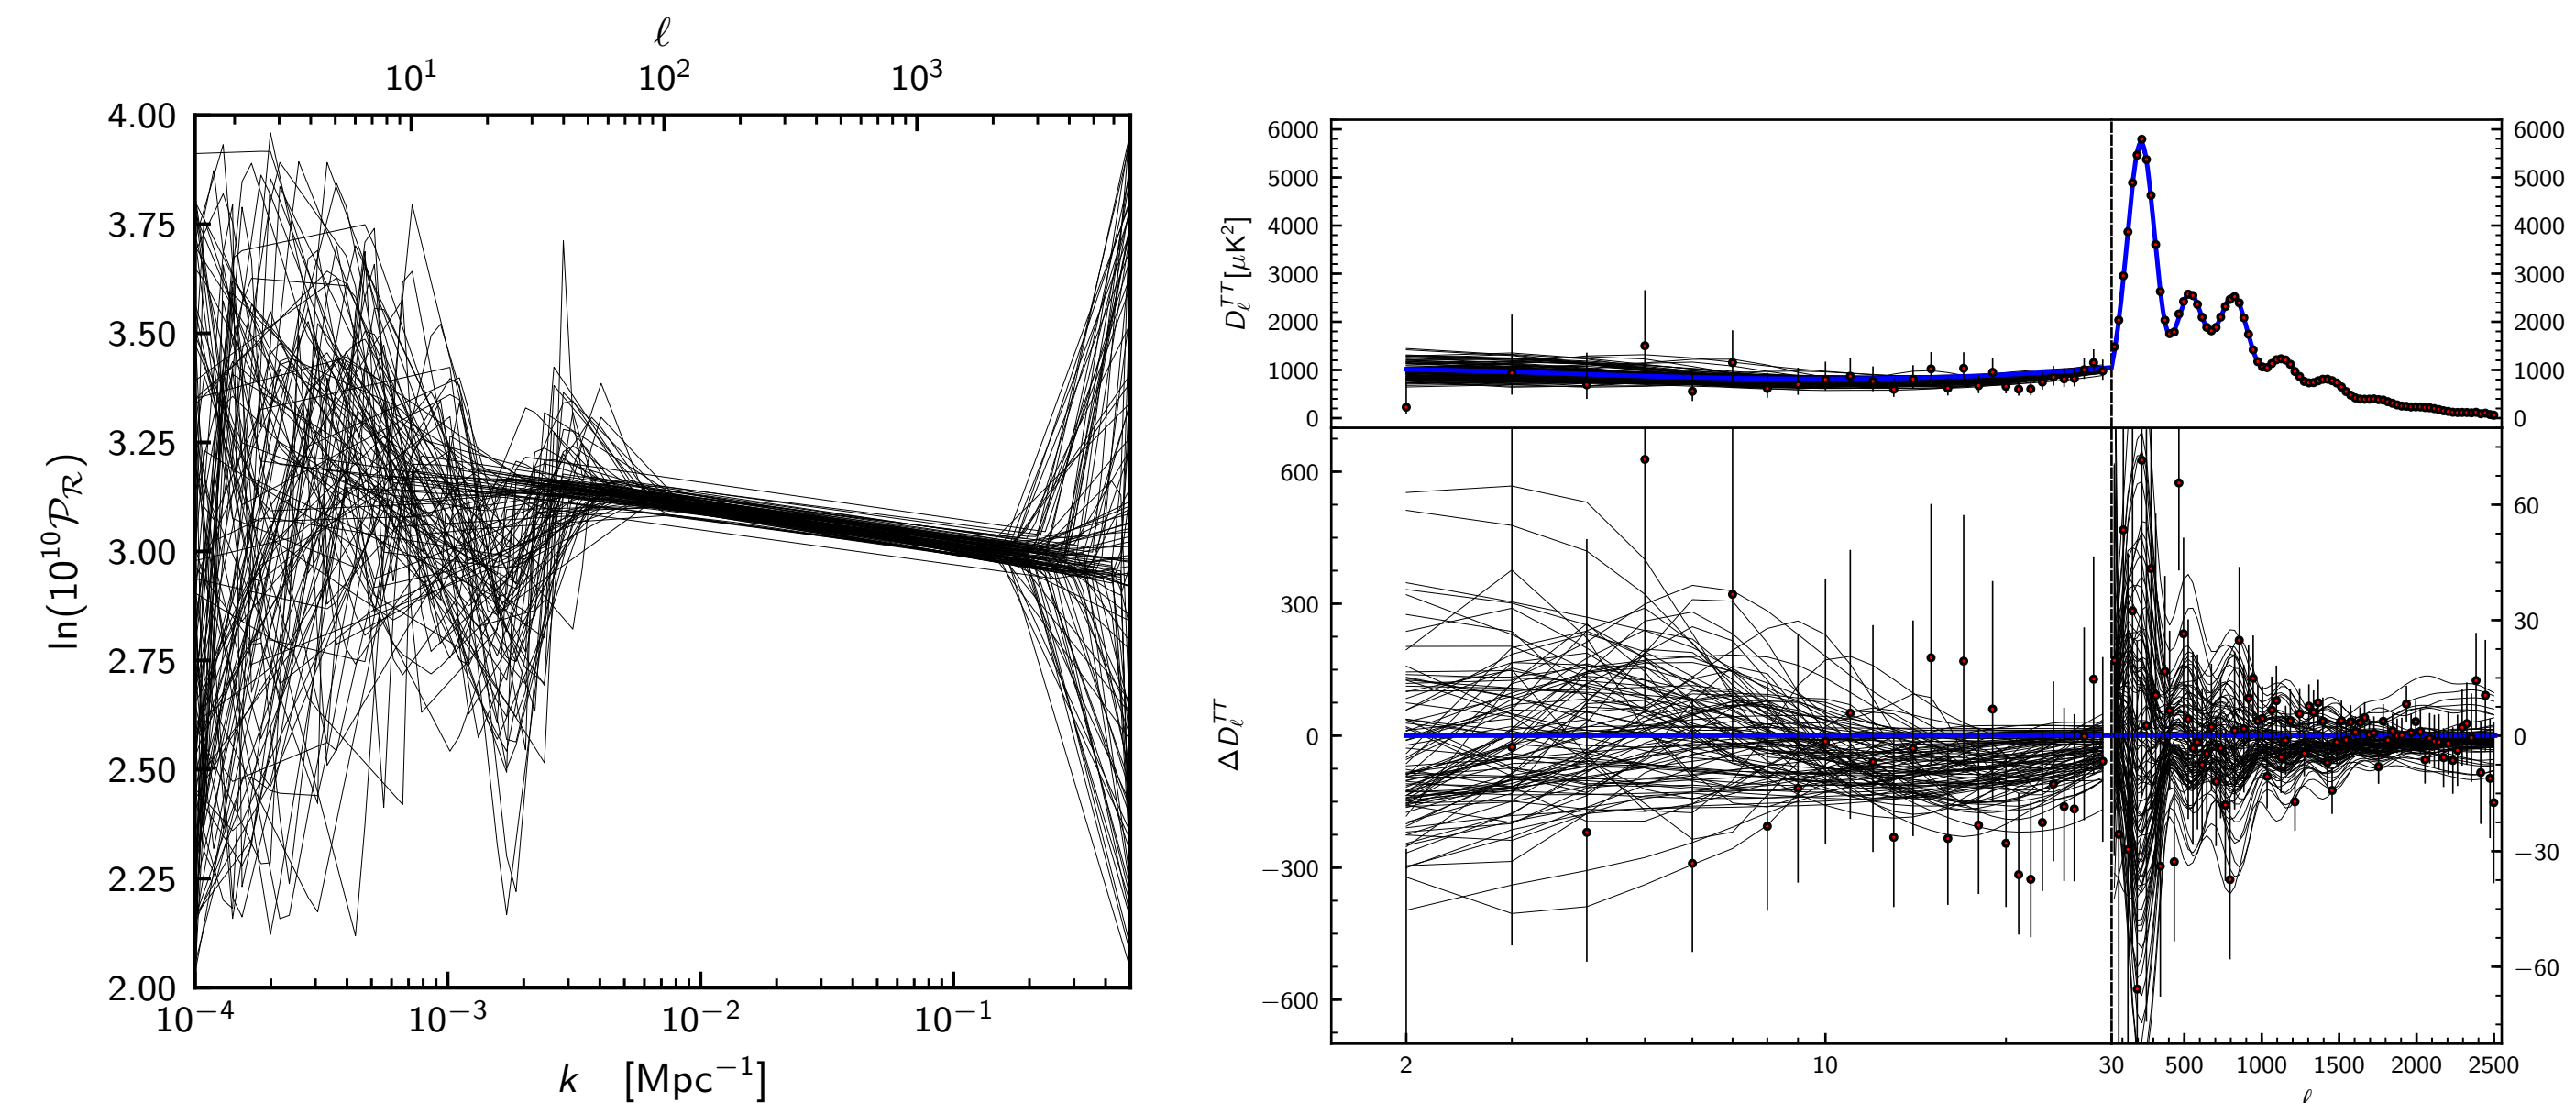 ℓ
10¹ 10² 10³
4.00
3.75
3.50
3.25
3.00
2.75
2.50
2.25
2.00
ln(10¹⁰𝒫_ℛ)
10⁻⁴ 10⁻³ 10⁻² 10⁻¹
k [Mpc⁻¹]
6000 6000
5000 5000
4000 4000
3000 3000
2000 2000
1000 1000
0 0
D_ℓ^TT [μK²]
600 60
300 30
0 0
−300 −30
−600 −60
ΔD_ℓ^TT
2 10 30 500 1000 1500 2000 2500
ℓ